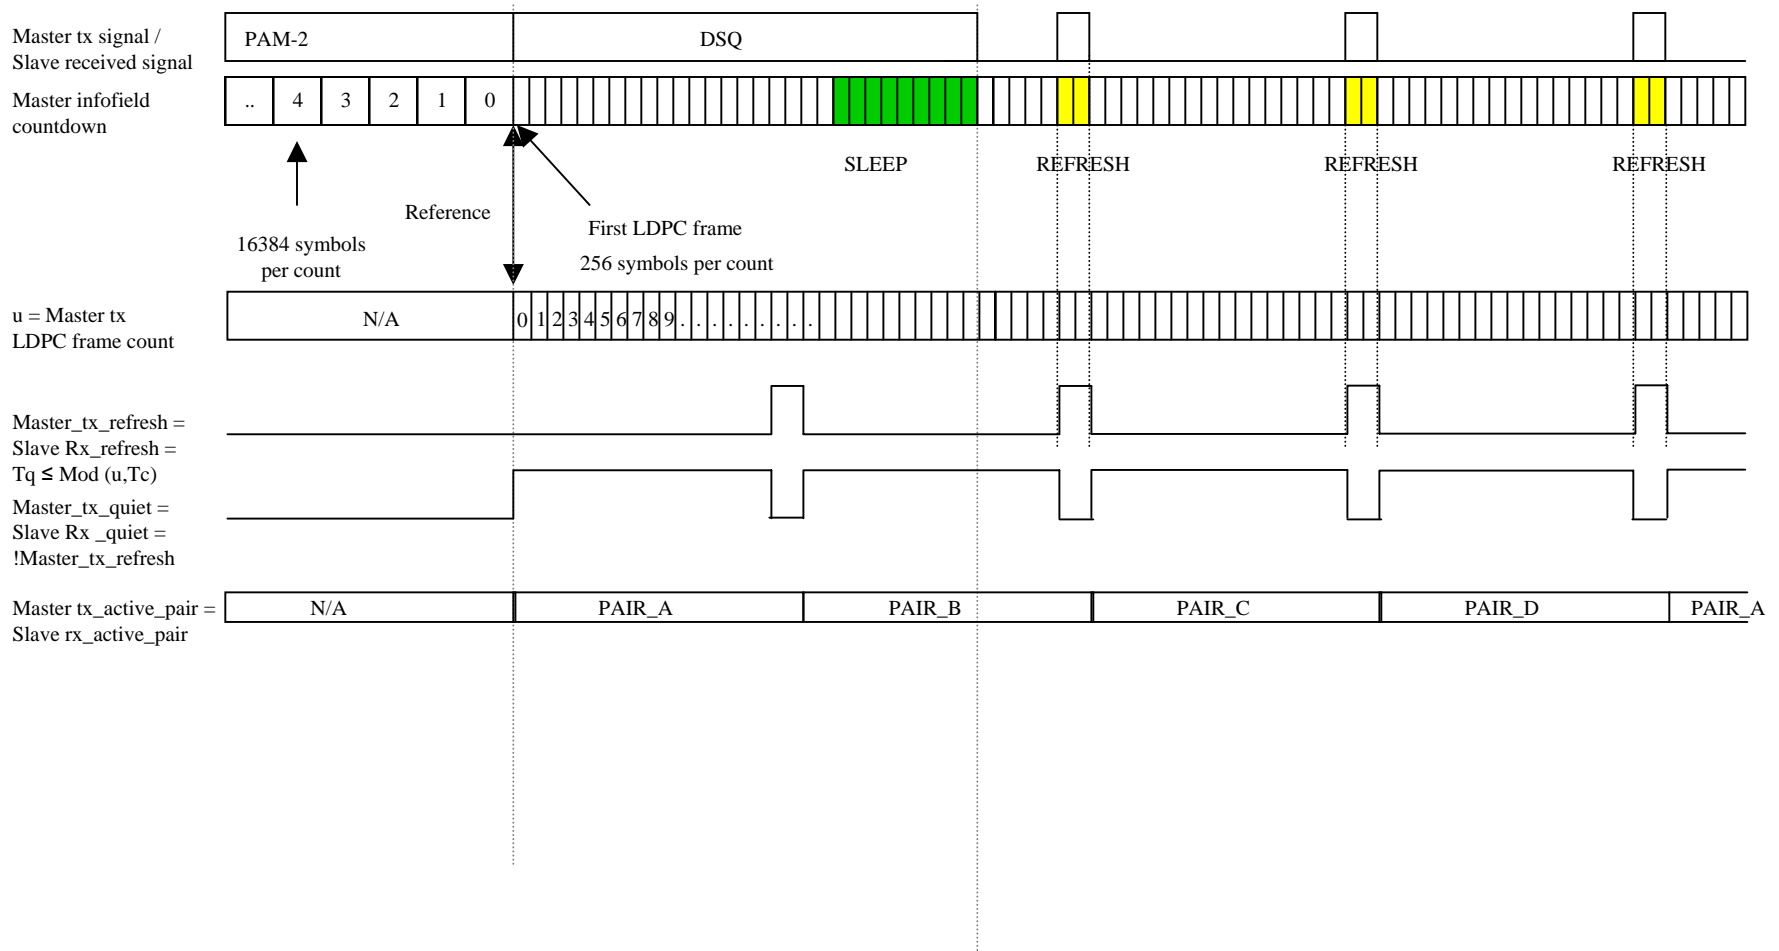 Master tx signal /
Slave received signal
PAM-2
DSQ
Master infofield
countdown
.. 4 3 2 1 0
SLEEP
REFRESH
REFRESH
REFRESH
Reference
16384 symbols
per count
First LDPC frame
256 symbols per count
u = Master tx
LDPC frame count
N/A
0 1 2 3 4 5 6 7 8 9 . . . . . . . . .
Master_tx_refresh =
Slave Rx_refresh =
Tq ≤ Mod (u,Tc)
Master_tx_quiet =
Slave Rx _quiet =
!Master_tx_refresh
Master tx_active_pair =
Slave rx_active_pair
N/A
PAIR_A
PAIR_B
PAIR_C
PAIR_D
PAIR_A